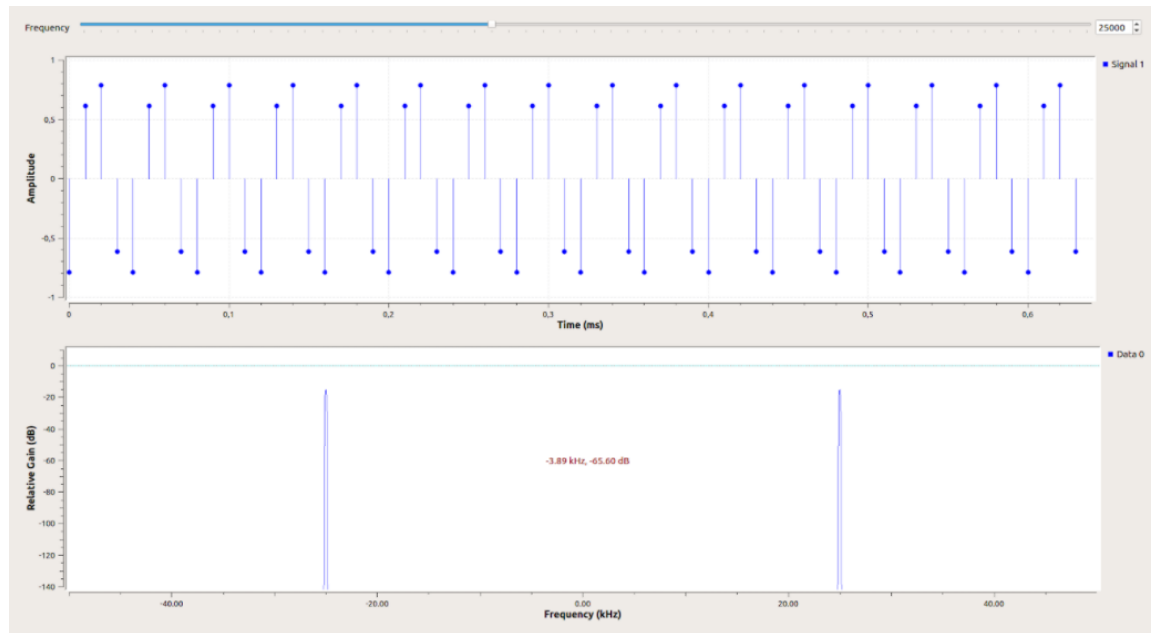 Frequency 25000
Signal 1
1
0,5
0
-0,5
-1
Amplitude
0 0,1 0,2 0,3 0,4 0,5 0,6
Time (ms)
Data 0
0
-20
-40
-60
-80
-100
-120
-140
Relative Gain (dB)
-3.89 kHz, -65.60 dB
-40.00 -20.00 0.00 20.00 40.00
Frequency (kHz)